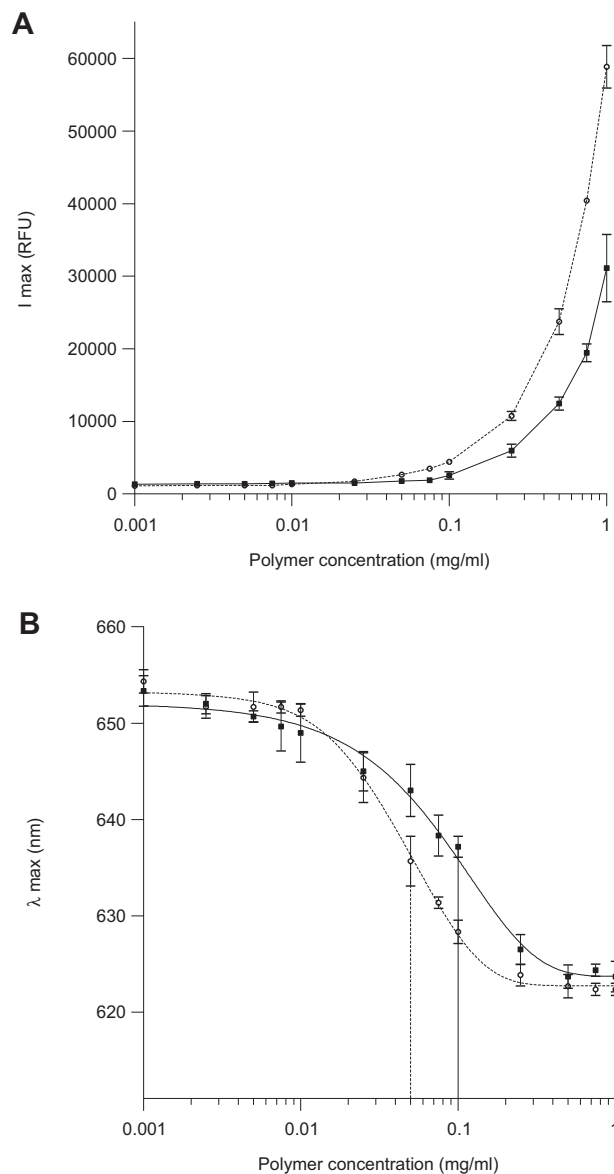 A
60000
50000
40000
30000
20000
10000
0
I max (RFU)
0.001 0.01 0.1 1
Polymer concentration (mg/ml)
B
660
650
640
630
620
λ max (nm)
0.001 0.01 0.1 1
Polymer concentration (mg/ml)